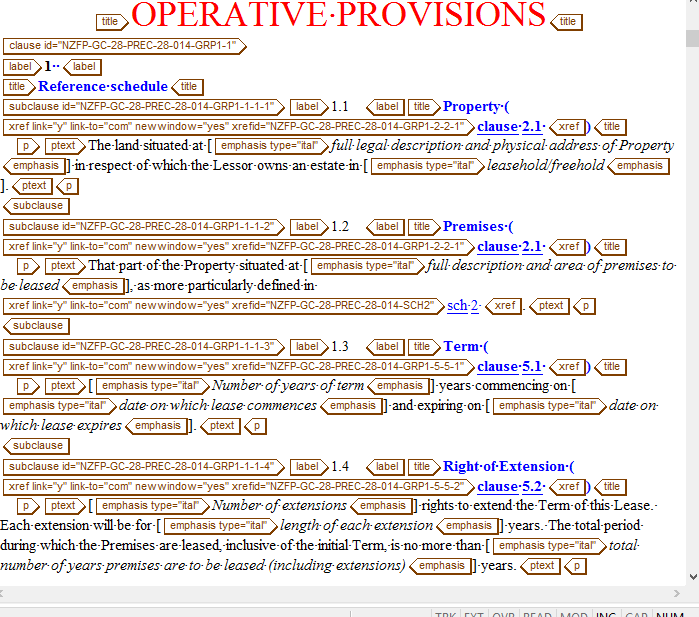 title OPERATIVE·PROVISIONS title
clause id="NZFP-GC-28-PREC-28-014-GRP1-1"
label 1·· label
title Reference·schedule title
subclause id="NZFP-GC-28-PREC-28-014-GRP1-1-1-1" label 1.1 label title Property·(
xref link="y" link-to="com" newwindow="yes" xrefid="NZFP-GC-28-PREC-28-014-GRP1-2-2-1" clause·2.1· xref ) title
p ptext The·land·situated·at·[ emphasis type="ital" full·legal·description·and·physical·address·of·Property
emphasis ]·in·respect·of·which·the·Lessor·owns·an·estate·in·[ emphasis type="ital" leasehold/freehold emphasis
]. ptext p
subclause
subclause id="NZFP-GC-28-PREC-28-014-GRP1-1-1-2" label 1.2 label title Premises·(
xref link="y" link-to="com" newwindow="yes" xrefid="NZFP-GC-28-PREC-28-014-GRP1-2-2-1" clause·2.1· xref ) title
p ptext That·part·of·the·Property·situated·at·[ emphasis type="ital" full·description·and·area·of·premises·to·
be·leased emphasis ],·as·more·particularly·defined·in·
xref link="y" link-to="com" newwindow="yes" xrefid="NZFP-GC-28-PREC-28-014-SCH2" sch·2· xref . ptext p
subclause
subclause id="NZFP-GC-28-PREC-28-014-GRP1-1-1-3" label 1.3 label title Term·(
xref link="y" link-to="com" newwindow="yes" xrefid="NZFP-GC-28-PREC-28-014-GRP1-5-5-1" clause·5.1· xref ) title
p ptext [ emphasis type="ital" Number·of·years·of·term emphasis ]·years·commencing·on·[
emphasis type="ital" date·on·which·lease·commences emphasis ]·and·expiring·on·[ emphasis type="ital" date·on·
which·lease·expires emphasis ]. ptext p
subclause
subclause id="NZFP-GC-28-PREC-28-014-GRP1-1-1-4" label 1.4 label title Right·of·Extension·(
xref link="y" link-to="com" newwindow="yes" xrefid="NZFP-GC-28-PREC-28-014-GRP1-5-5-2" clause·5.2· xref ) title
p ptext [ emphasis type="ital" Number·of·extensions emphasis ]·rights·to·extend·the·Term·of·this·Lease.·
Each·extension·will·be·for·[ emphasis type="ital" length·of·each·extension emphasis ]·years.·The·total·period·
during·which·the·Premises·are·leased,·inclusive·of·the·initial·Term,·is·no·more·than·[ emphasis type="ital" total·
number·of·years·premises·are·to·be·leased·(including·extensions) emphasis ]·years. ptext p
TRK EXT OVR READ MOD INC CAP NUM